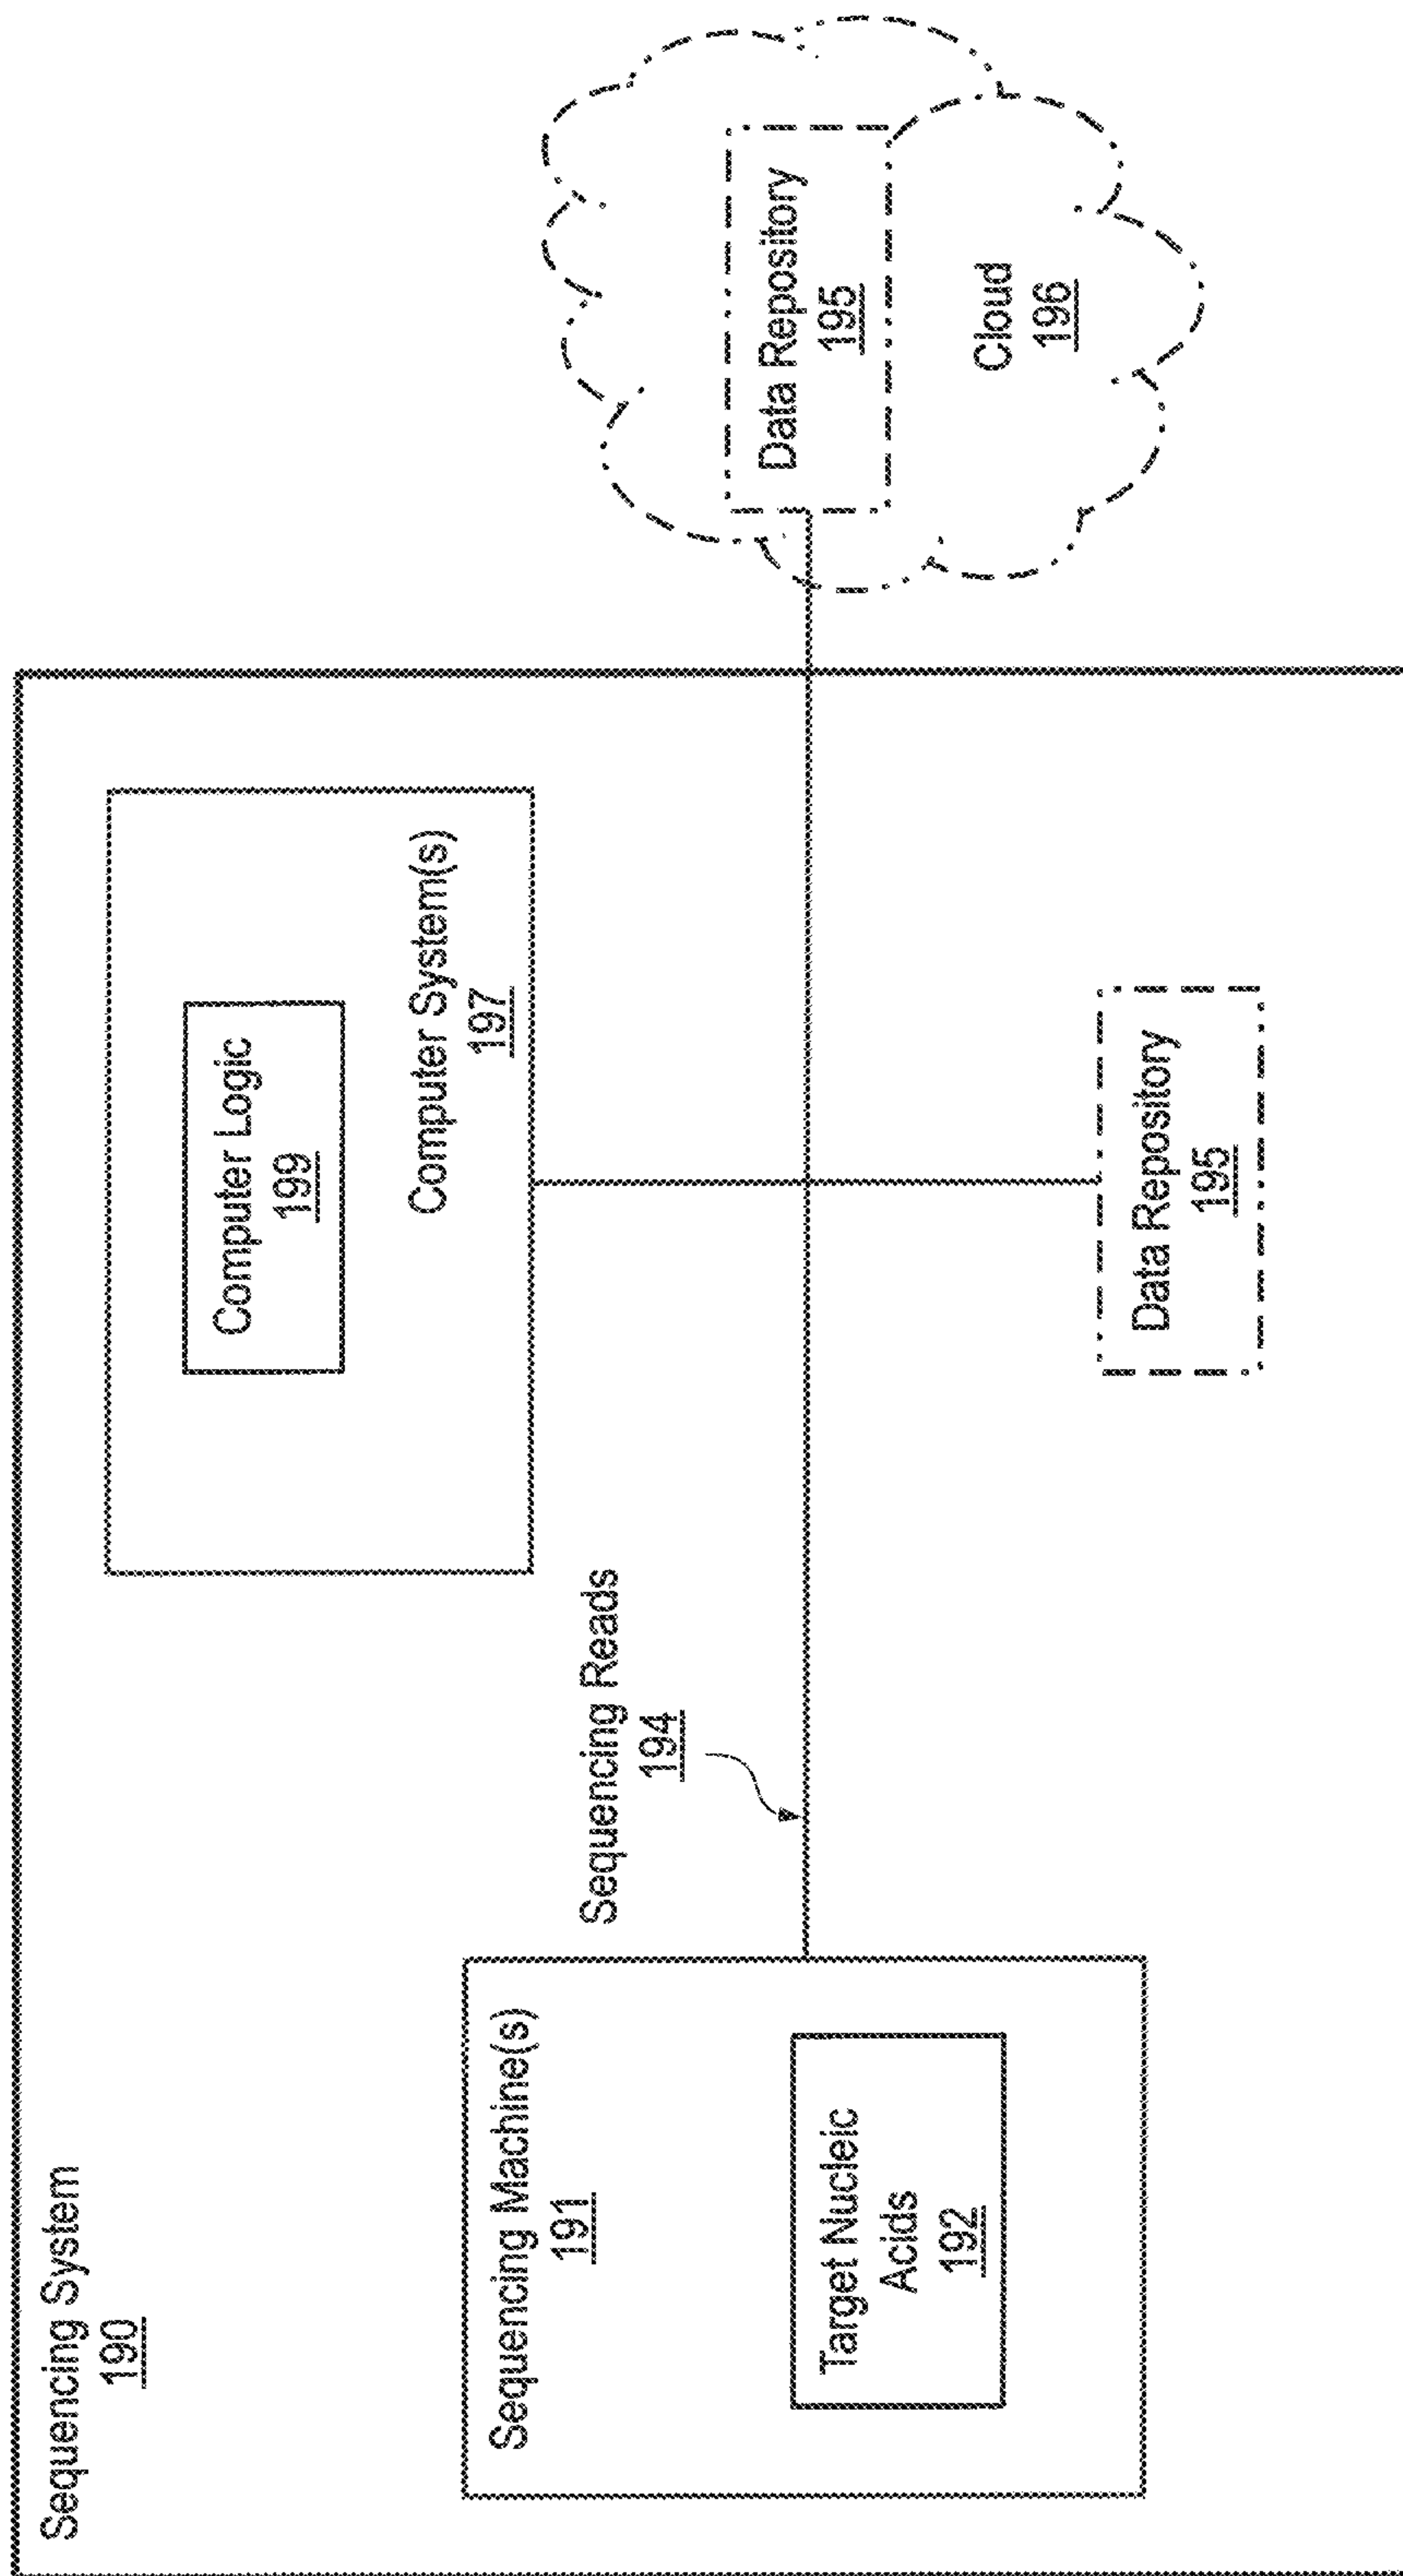 Sequencing System
190
Sequencing Machine(s)
191
Target Nucleic
Acids
192
Sequencing Reads
194
Computer Logic
199
Computer System(s)
197
Data Repository
195
Data Repository
195
Cloud
196